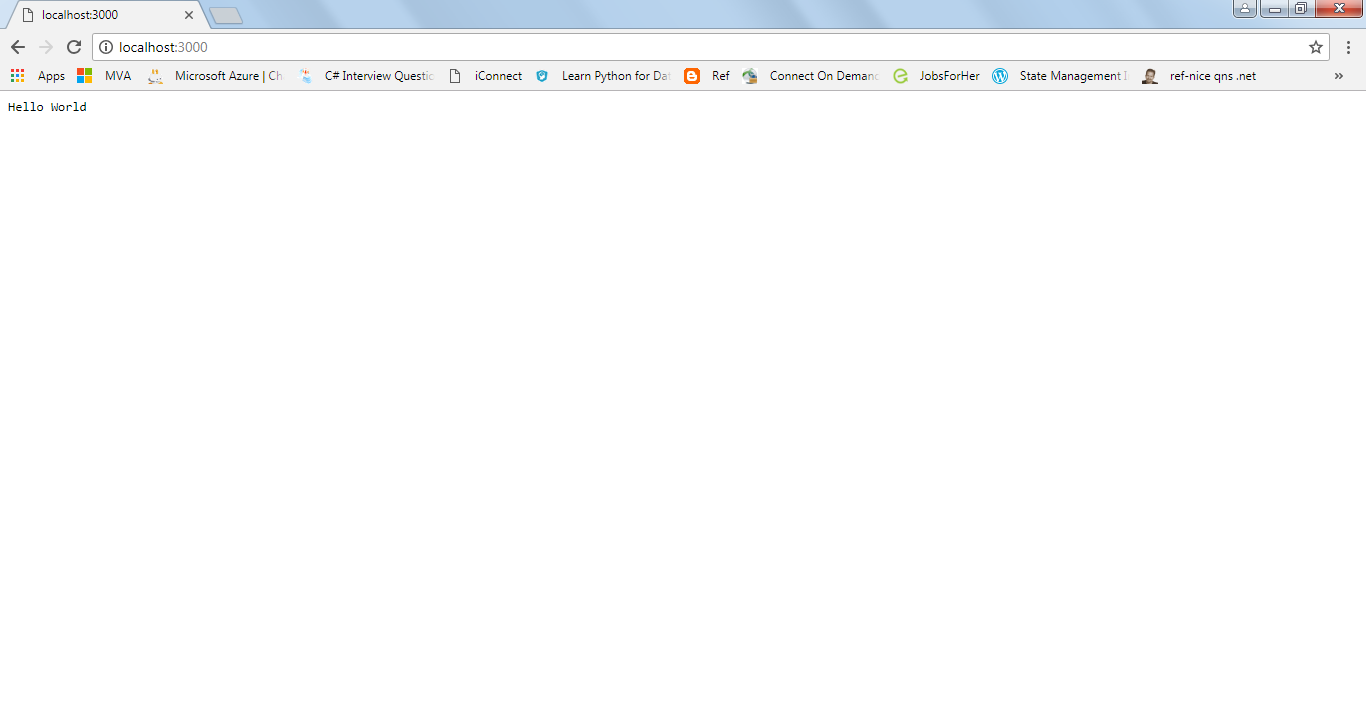 localhost:3000
localhost:3000
Apps MVA Microsoft Azure | Ch C# Interview Questic iConnect Learn Python for Dat Ref Connect On Demand JobsForHer State Management I ref-nice qns .net »
Hello World